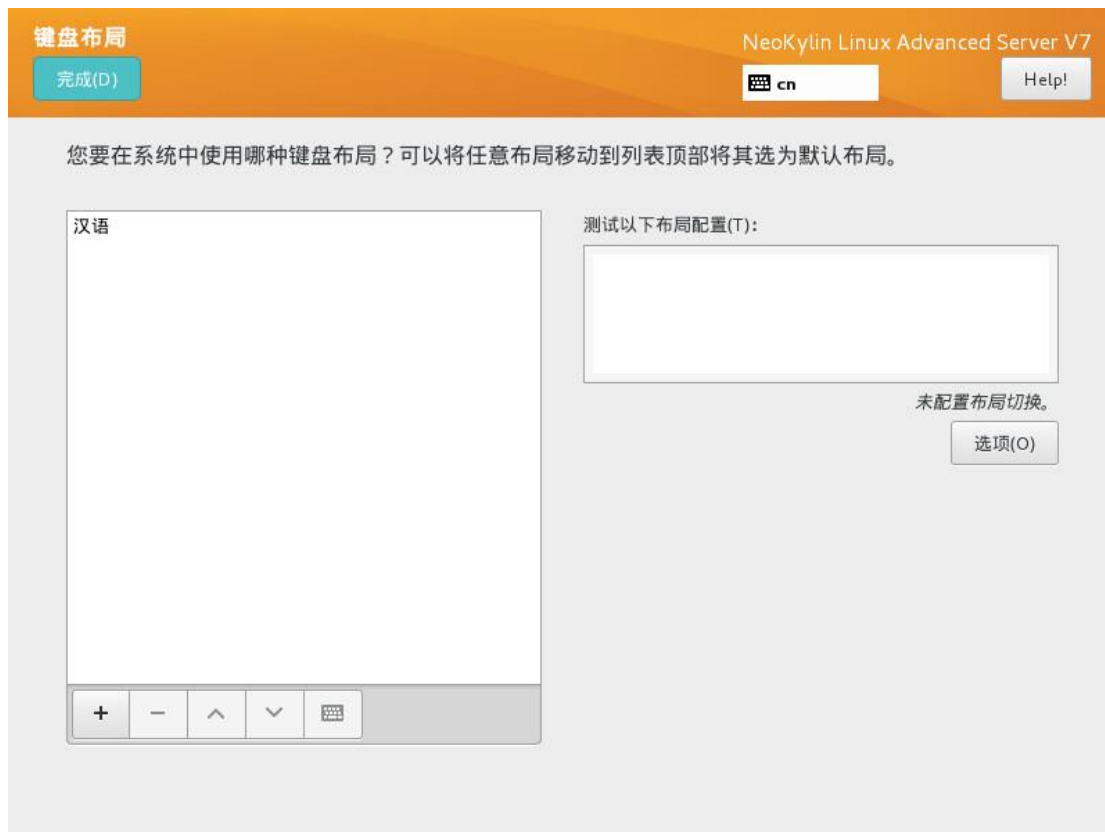 键盘布局
NeoKylin Linux Advanced Server V7
完成(D)
cn
Help!
您要在系统中使用哪种键盘布局？可以将任意布局移动到列表顶部将其选为默认布局。
汉语
测试以下布局配置(T):
未配置布局切换。
选项(O)